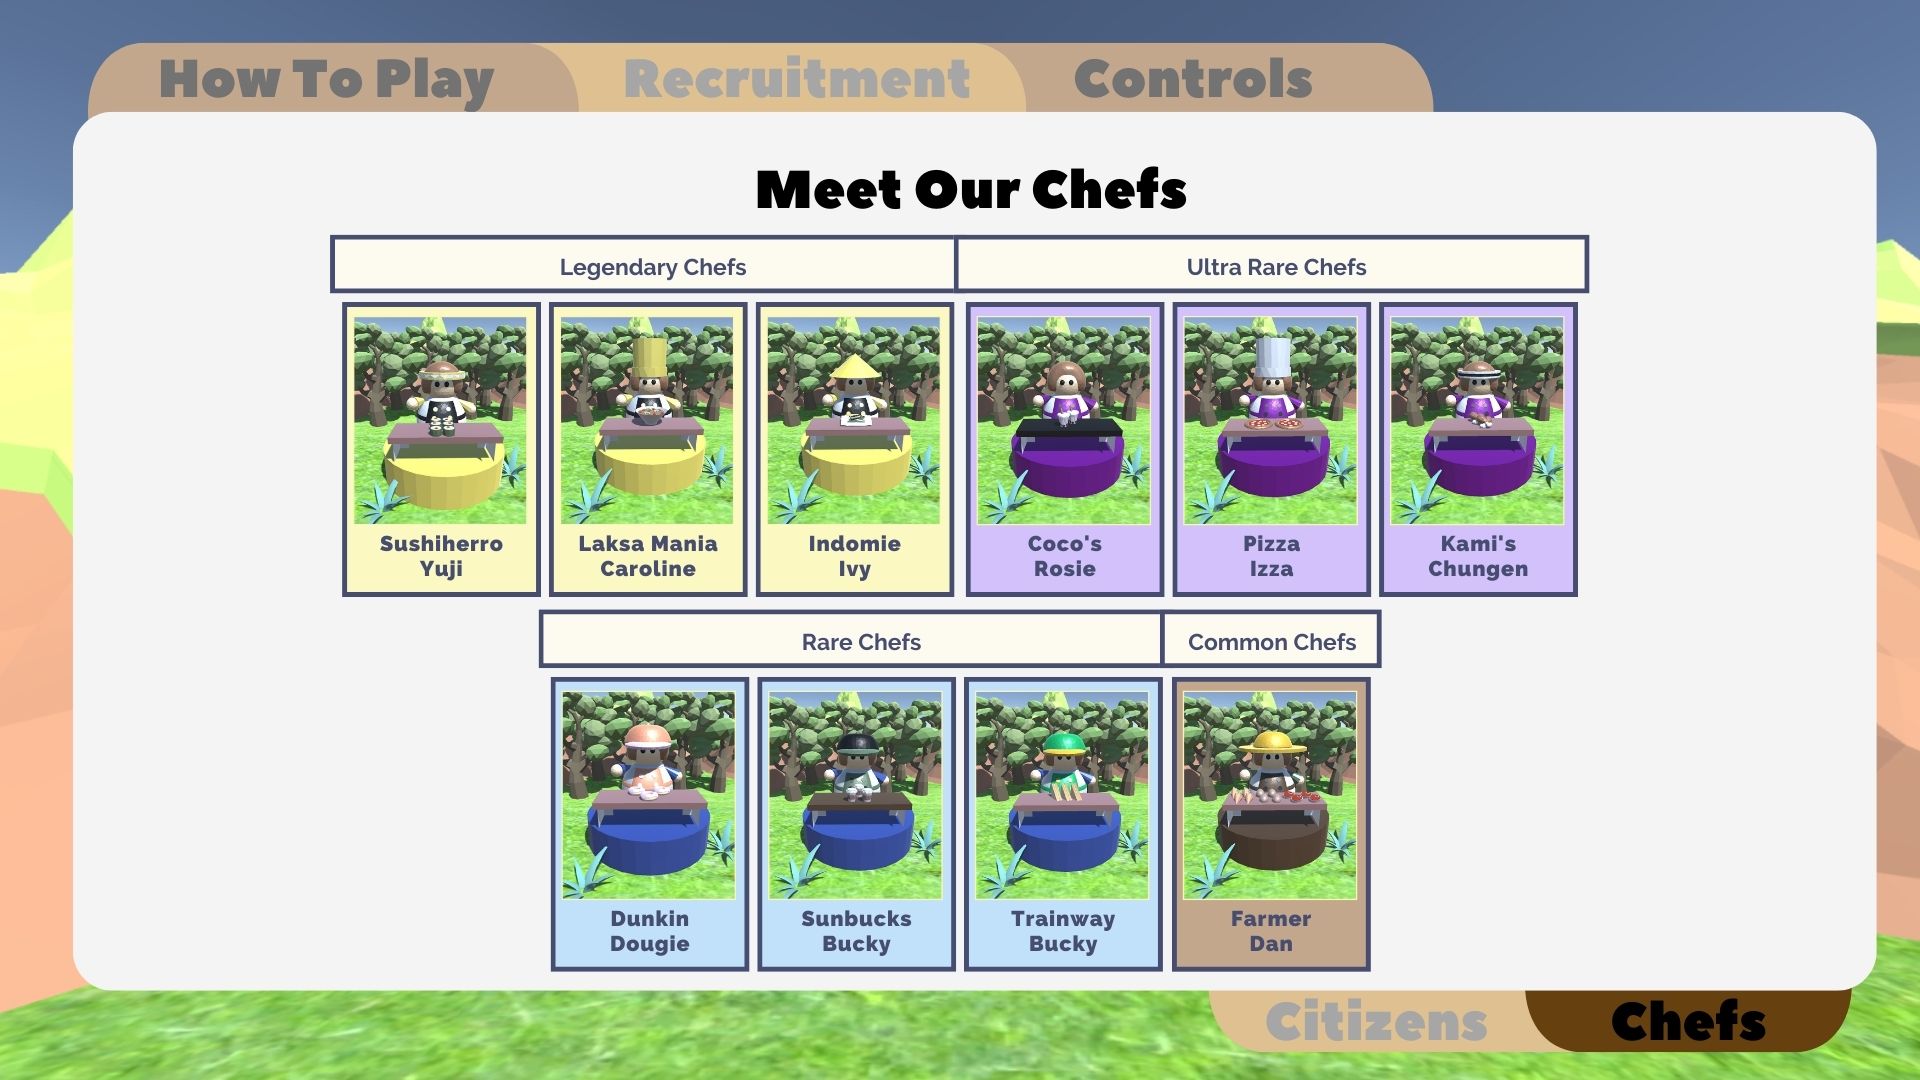 How To Play
Recruitment
Controls
Meet Our Chefs
Legendary Chefs
Ultra Rare Chefs
Sushiherro
Yuji
Laksa Mania
Caroline
Indomie
Ivy
Coco's
Rosie
Pizza
Izza
Kami's
Chungen
Rare Chefs
Common Chefs
Dunkin
Dougie
Sunbucks
Bucky
Trainway
Bucky
Farmer
Dan
Citizens
Chefs